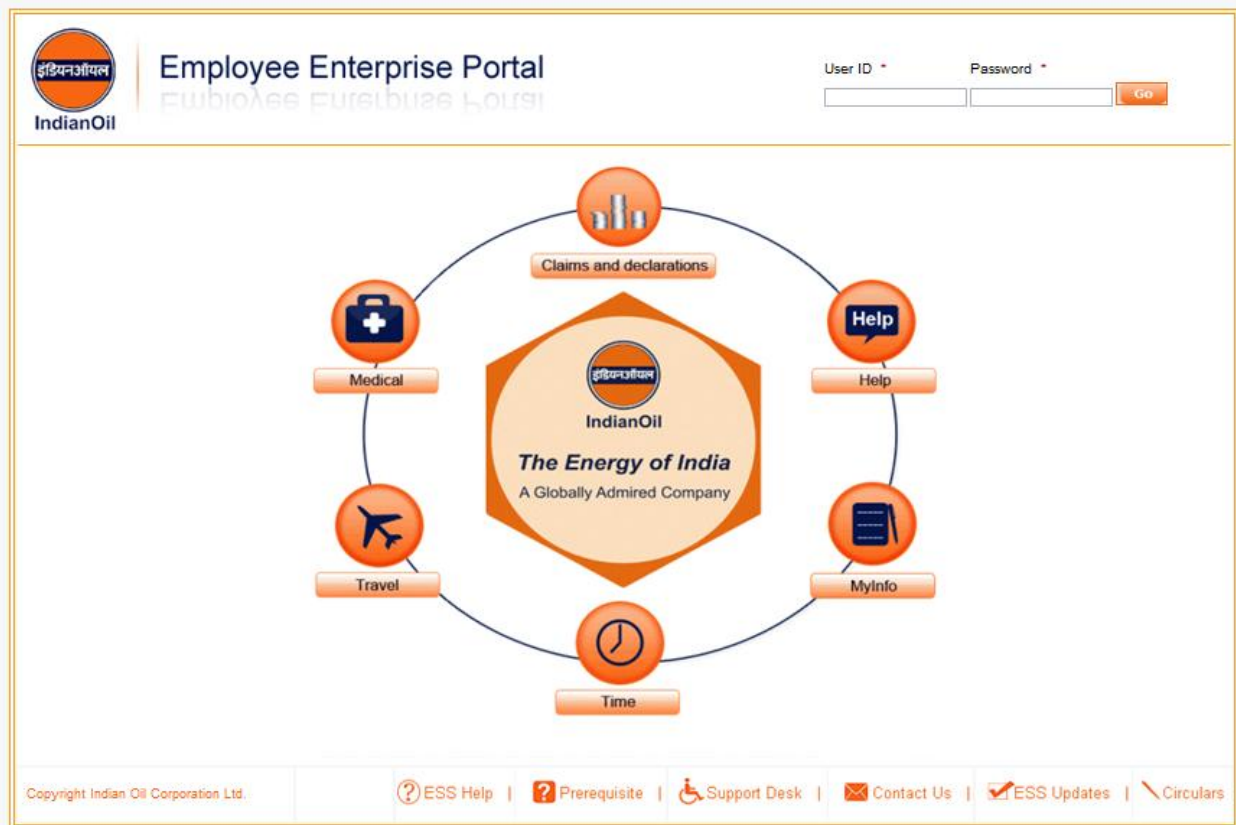 इंडियनऑयल
IndianOil
Employee Enterprise Portal
User ID *
Password *
Go
Claims and declarations
Medical
Help
Help
इंडियनऑयल
IndianOil
The Energy of India
A Globally Admired Company
Travel
MyInfo
Time
Copyright Indian Oil Corporation Ltd.
? ESS Help | ? Prerequisite | Support Desk | Contact Us | ESS Updates | Circulars